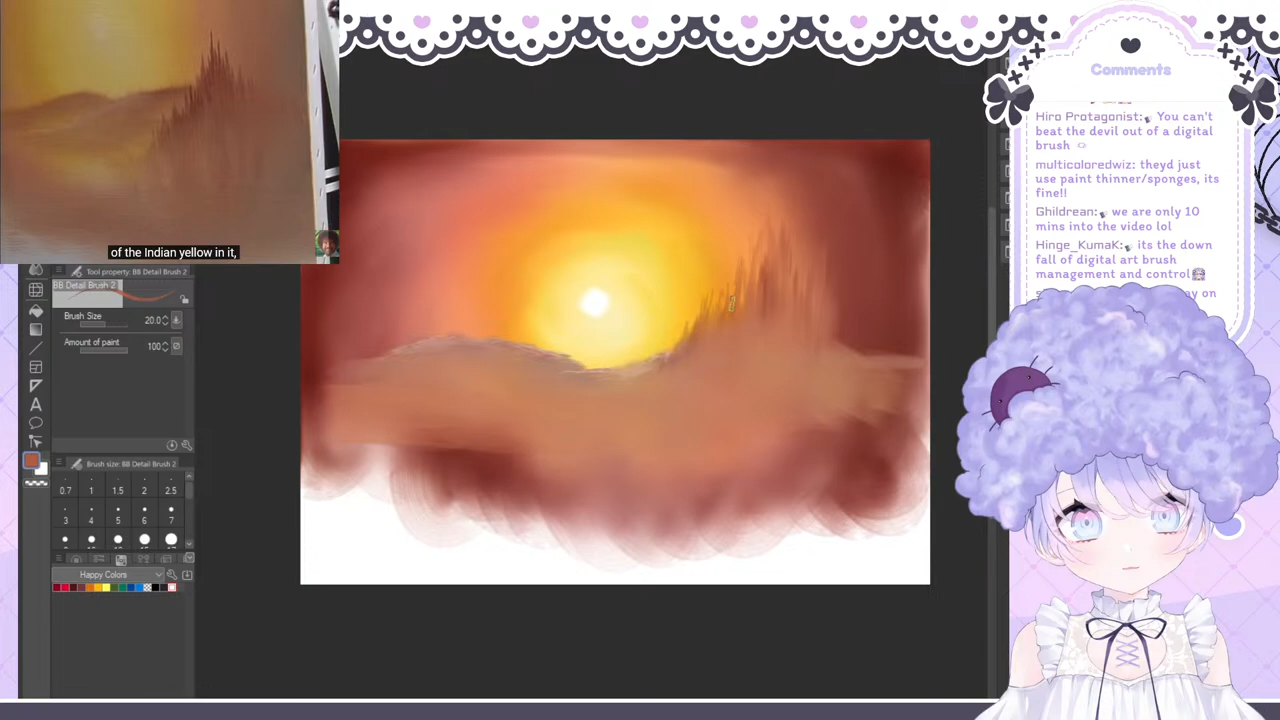 of the Indian yellow in it,
Tool property: BB Detail Brush 2
BB Detail Brush 2
Brush Size 20.0
Amount of paint 100
Brush size: BB Detail Brush 2
0.7 1 1.5 2 2.5
3 4 5 6 7
Happy Colors
Comments
Hiro Protagonist: You can't
beat the devil out of a digital
brush
multicoloredwiz: theyd just
use paint thinner/sponges, its
fine!!
Ghildrean: we are only 10
mins into the video lol
Hinge_KumaK: its the down
fall of digital art brush
management and control